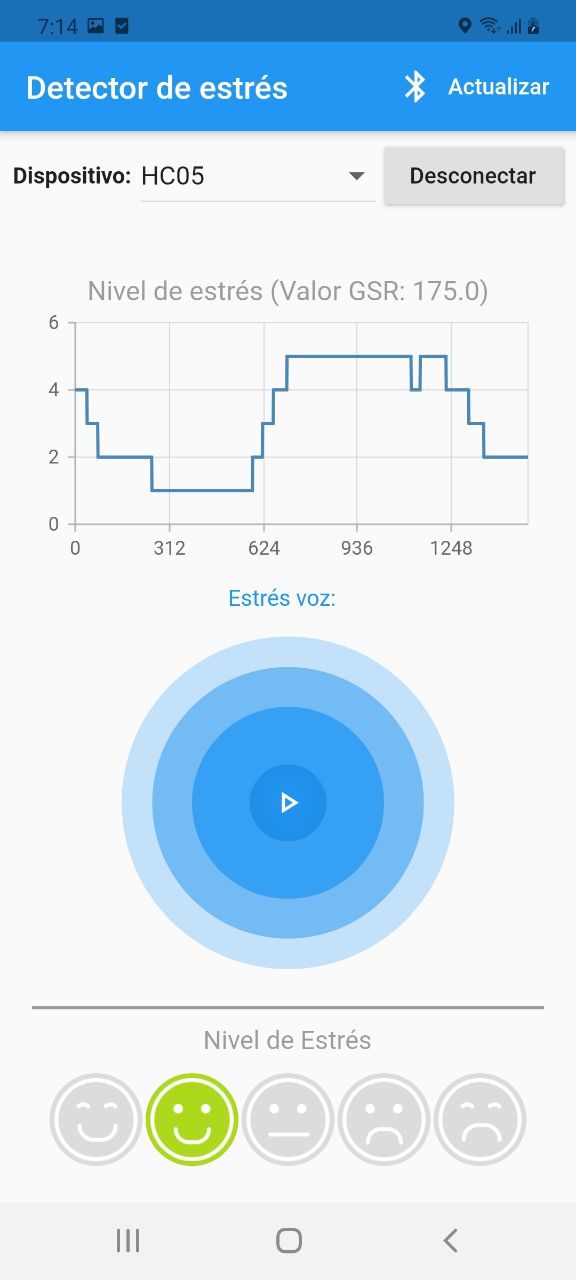 7:14
Detector de estrés
Actualizar
Dispositivo: HC05
Desconectar
Nivel de estrés (Valor GSR: 175.0)
6
4
2
0
0 312 624 936 1248
Estrés voz:
Nivel de Estrés